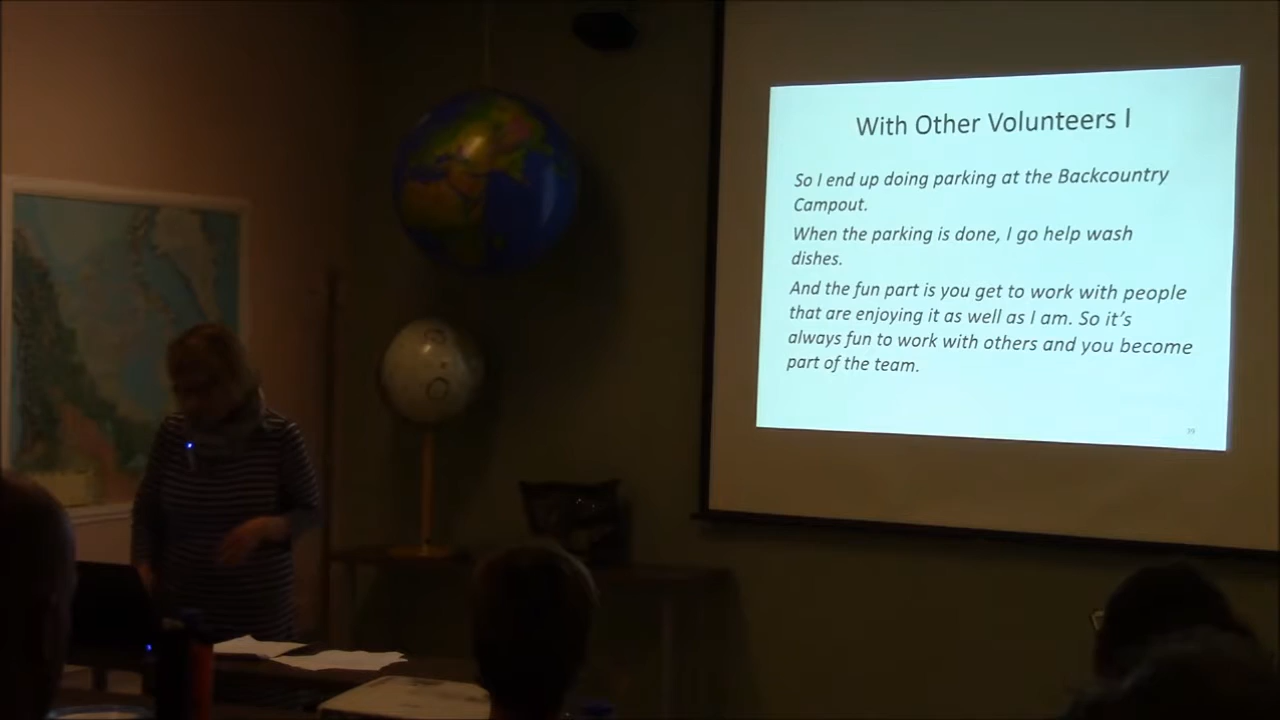 With Other Volunteers I
So I end up doing parking at the Backcountry
Campout.
When the parking is done, I go help wash
dishes.
And the fun part is you get to work with people
that are enjoying it as well as I am. So it's
always fun to work with others and you become
part of the team.